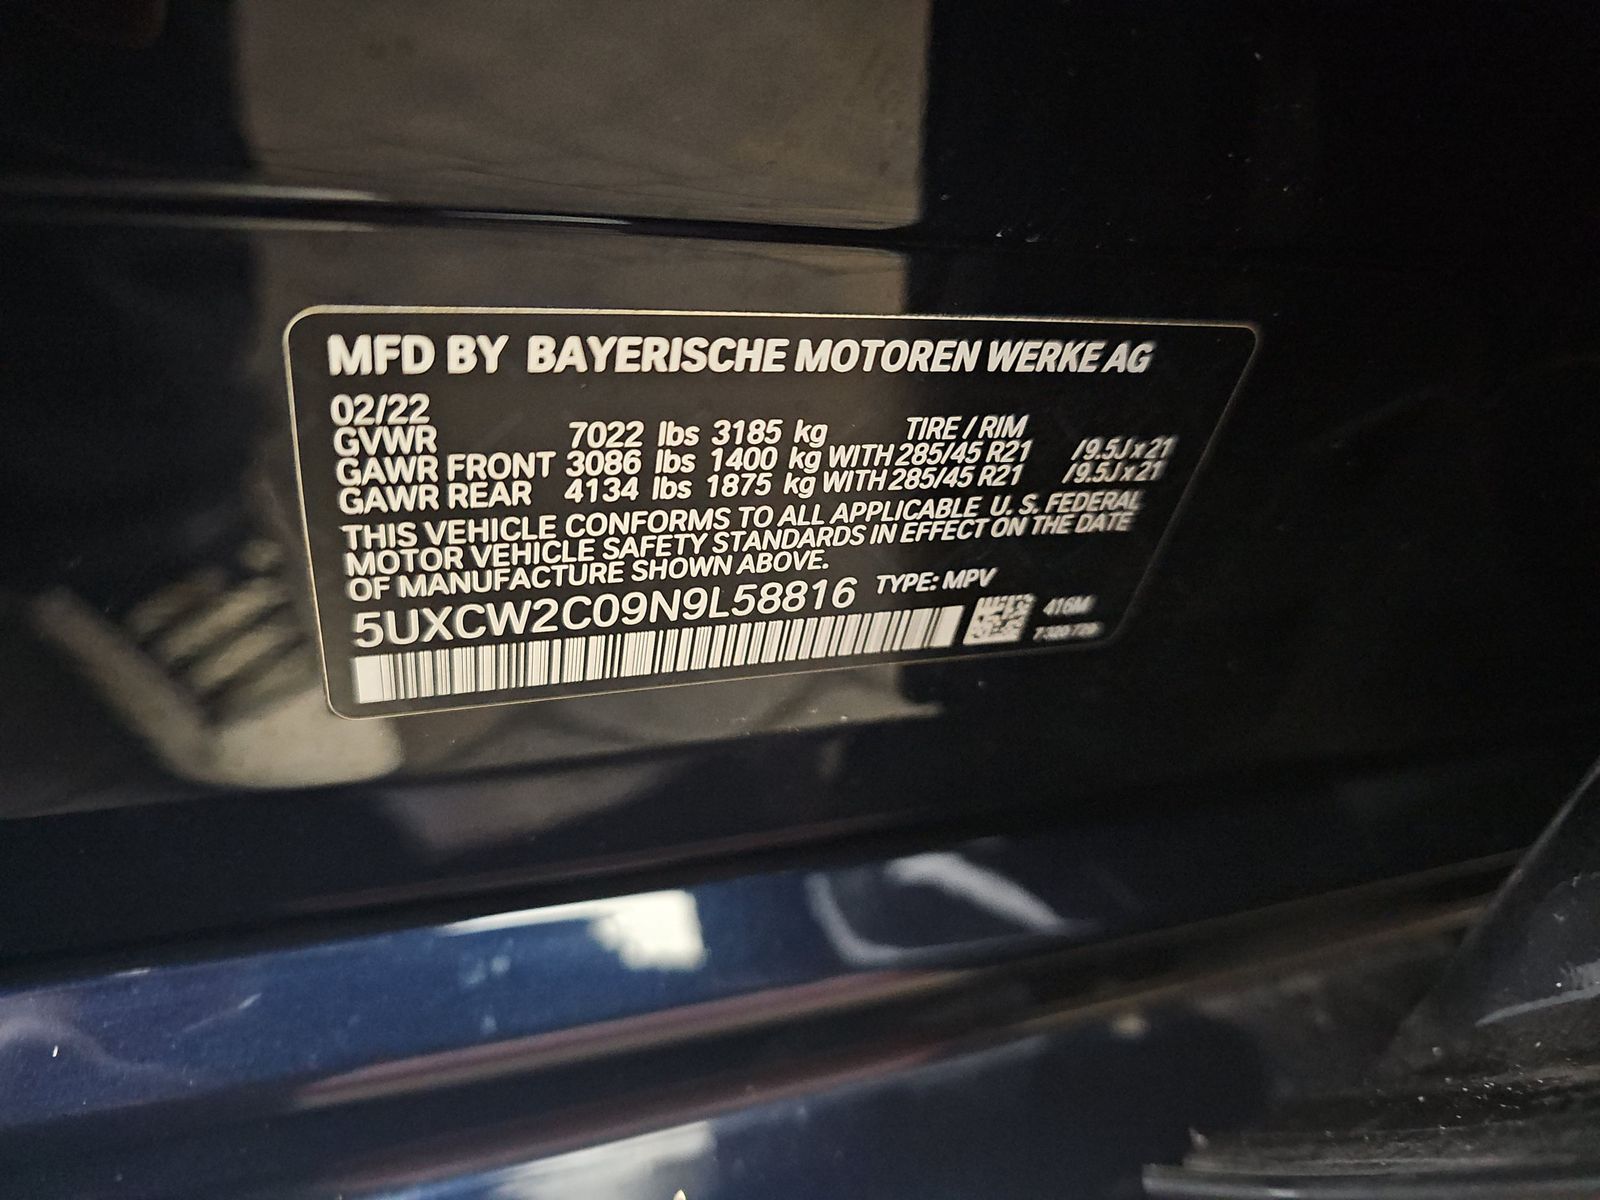 MFD BY BAYERISCHE MOTOREN WERKE AG
02/22
GVWR 7022 lbs 3185 kg TIRE / RIM
GAWR FRONT 3086 lbs 1400 kg WITH 285/45 R21 /9.5J x 21
GAWR REAR 4134 lbs 1875 kg WITH 285/45 R21 /9.5J x 21
THIS VEHICLE CONFORMS TO ALL APPLICABLE U. S. FEDERAL
MOTOR VEHICLE SAFETY STANDARDS IN EFFECT ON THE DATE
OF MANUFACTURE SHOWN ABOVE.
5UXCW2C09N9L58816 TYPE: MPV
416M